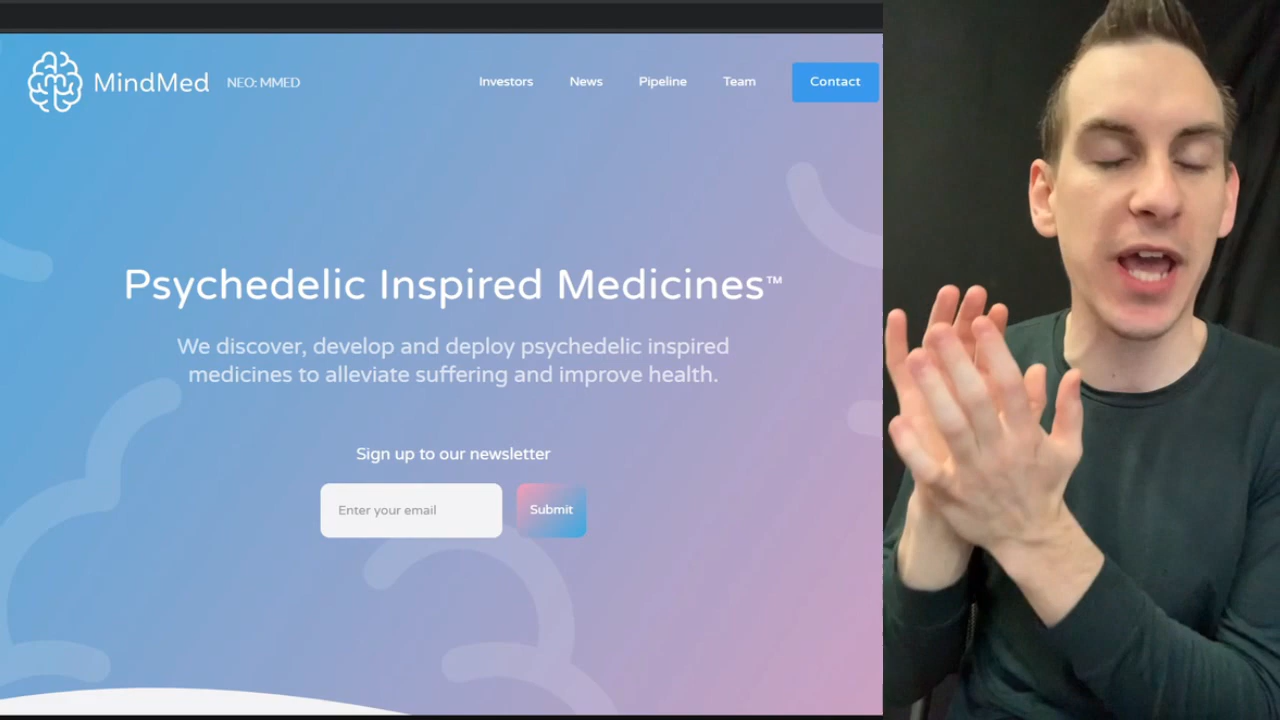 MindMed NEO: MMED Investors News Pipeline Team Contact
Psychedelic Inspired Medicines™
We discover, develop and deploy psychedelic inspired
medicines to alleviate suffering and improve health.
Sign up to our newsletter
Enter your email Submit